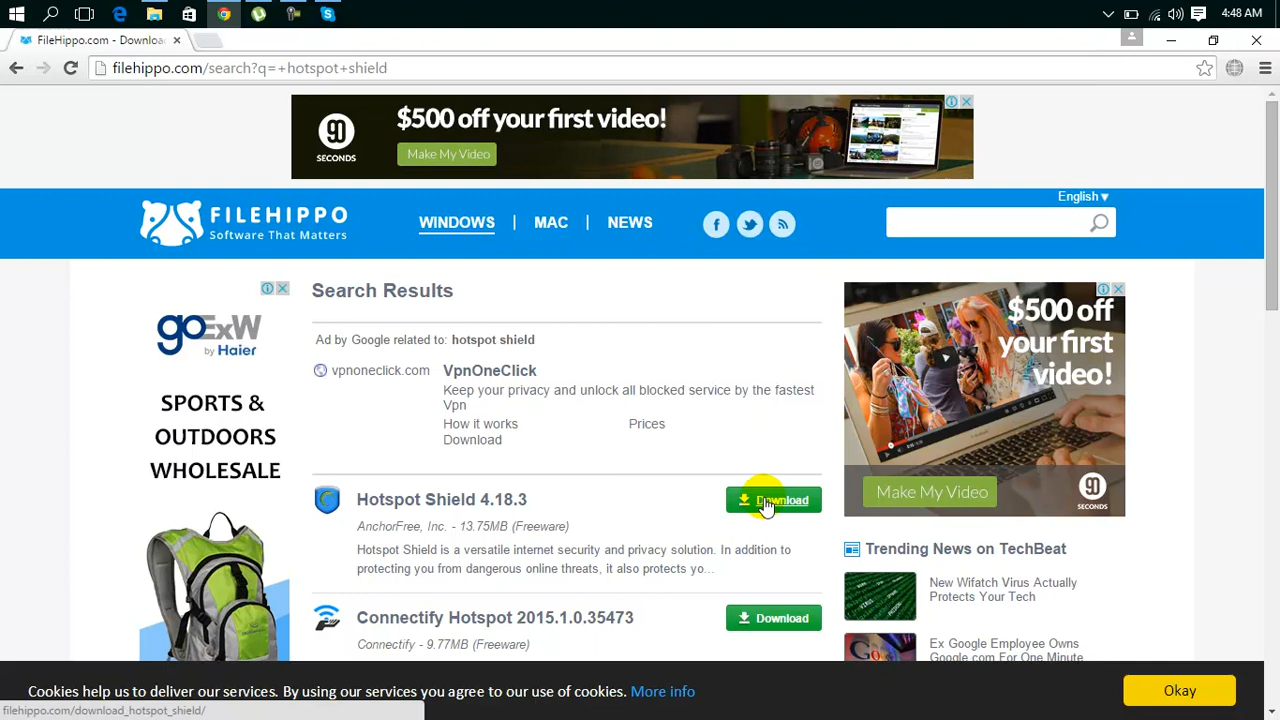 4:48 AM
FileHippo.com - Downloa
filehippo.com/search?q=+hotspot+shield
90
SECONDS
$500 off your first video!
Make My Video
English▼
FILEHIPPO
Software That Matters
WINDOWS | MAC | NEWS
goExW
by Haier
SPORTS &
OUTDOORS
WHOLESALE
Search Results
Ad by Google related to: hotspot shield
vpnoneclick.com
VpnOneClick
Keep your privacy and unlock all blocked service by the fastest
Vpn
How it works Prices
Download
Hotspot Shield 4.18.3
Download
AnchorFree, Inc. - 13.75MB (Freeware)
Hotspot Shield is a versatile internet security and privacy solution. In addition to
protecting you from dangerous online threats, it also protects yo...
Connectify Hotspot 2015.1.0.35473
Download
Connectify - 9.77MB (Freeware)
$500 off
your first
video!
Make My Video
90
SECONDS
Trending News on TechBeat
New Wifatch Virus Actually
Protects Your Tech
Ex Google Employee Owns
Google.com For One Minute
Cookies help us to deliver our services. By using our services you agree to our use of cookies. More info
Okay
filehippo.com/download_hotspot_shield/